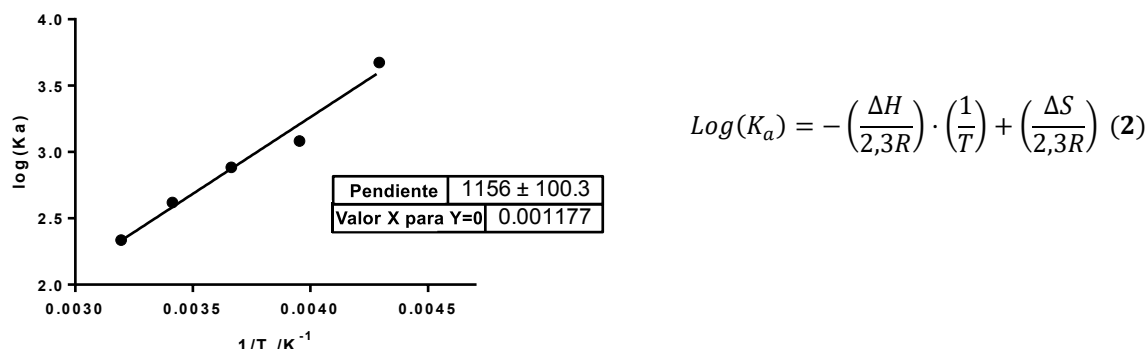 4.0
3.5
3.0
2.5
2.0
log(Ka)
0.0030 0.0035 0.0040 0.0045
1/T /K⁻¹
Pendiente 1156 ± 100.3
Valor X para Y=0 0.001177
Log(Kₐ) = −(ΔH/2,3R) · (1/T) + (ΔS/2,3R) (2)